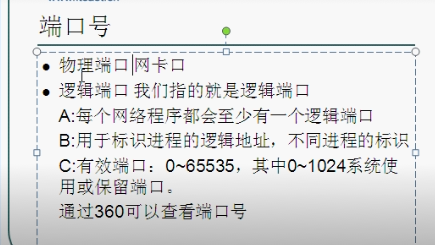 端口号
物理端口 网卡口
逻辑端口 我们指的就是逻辑端口
A:每个网络程序都会至少有一个逻辑端口
B:用于标识进程的逻辑地址，不同进程的标识
C:有效端口：0~65535，其中0~1024系统使
用或保留端口。
通过360可以查看端口号